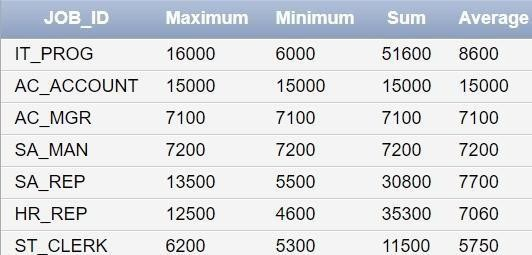 JOB_ID Maximum Minimum Sum Average
IT_PROG 16000 6000 51600 8600
AC_ACCOUNT 15000 15000 15000 15000
AC_MGR 7100 7100 7100 7100
SA_MAN 7200 7200 7200 7200
SA_REP 13500 5500 30800 7700
HR_REP 12500 4600 35300 7060
ST_CLERK 6200 5300 11500 5750